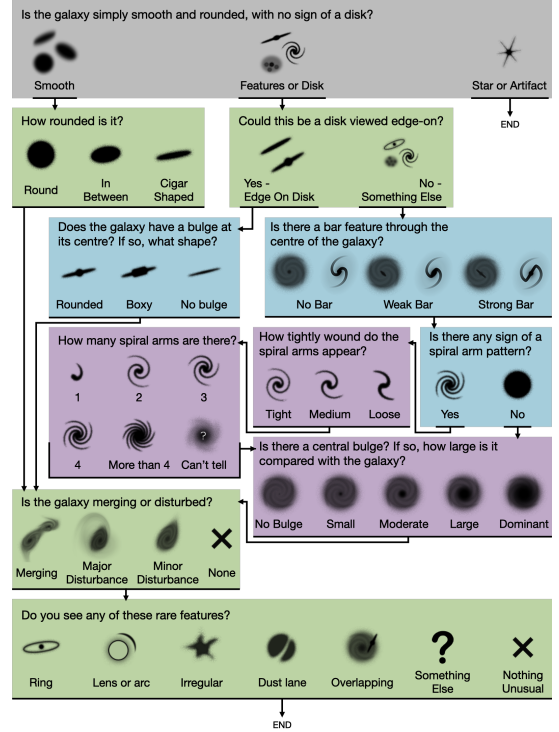 Is the galaxy simply smooth and rounded, with no sign of a disk?
Smooth
Features or Disk
Star or Artifact
END
How rounded is it?
Round
In
Between
Cigar
Shaped
Could this be a disk viewed edge-on?
Yes -
Edge On Disk
No -
Something Else
Does the galaxy have a bulge at
its centre? If so, what shape?
Rounded
Boxy
No bulge
Is there a bar feature through the
centre of the galaxy?
No Bar
Weak Bar
Strong Bar
How many spiral arms are there?
1
2
3
4
More than 4
Can't tell
?
How tightly wound do the
spiral arms appear?
Tight
Medium
Loose
Is there any sign of a
spiral arm pattern?
Yes
No
Is there a central bulge? If so, how large is it
compared with the galaxy?
No Bulge
Small
Moderate
Large
Dominant
Is the galaxy merging or disturbed?
Merging
Major
Disturbance
Minor
Disturbance
None
Do you see any of these rare features?
Ring
Lens or arc
Irregular
Dust lane
Overlapping
?
Something
Else
Nothing
Unusual
END